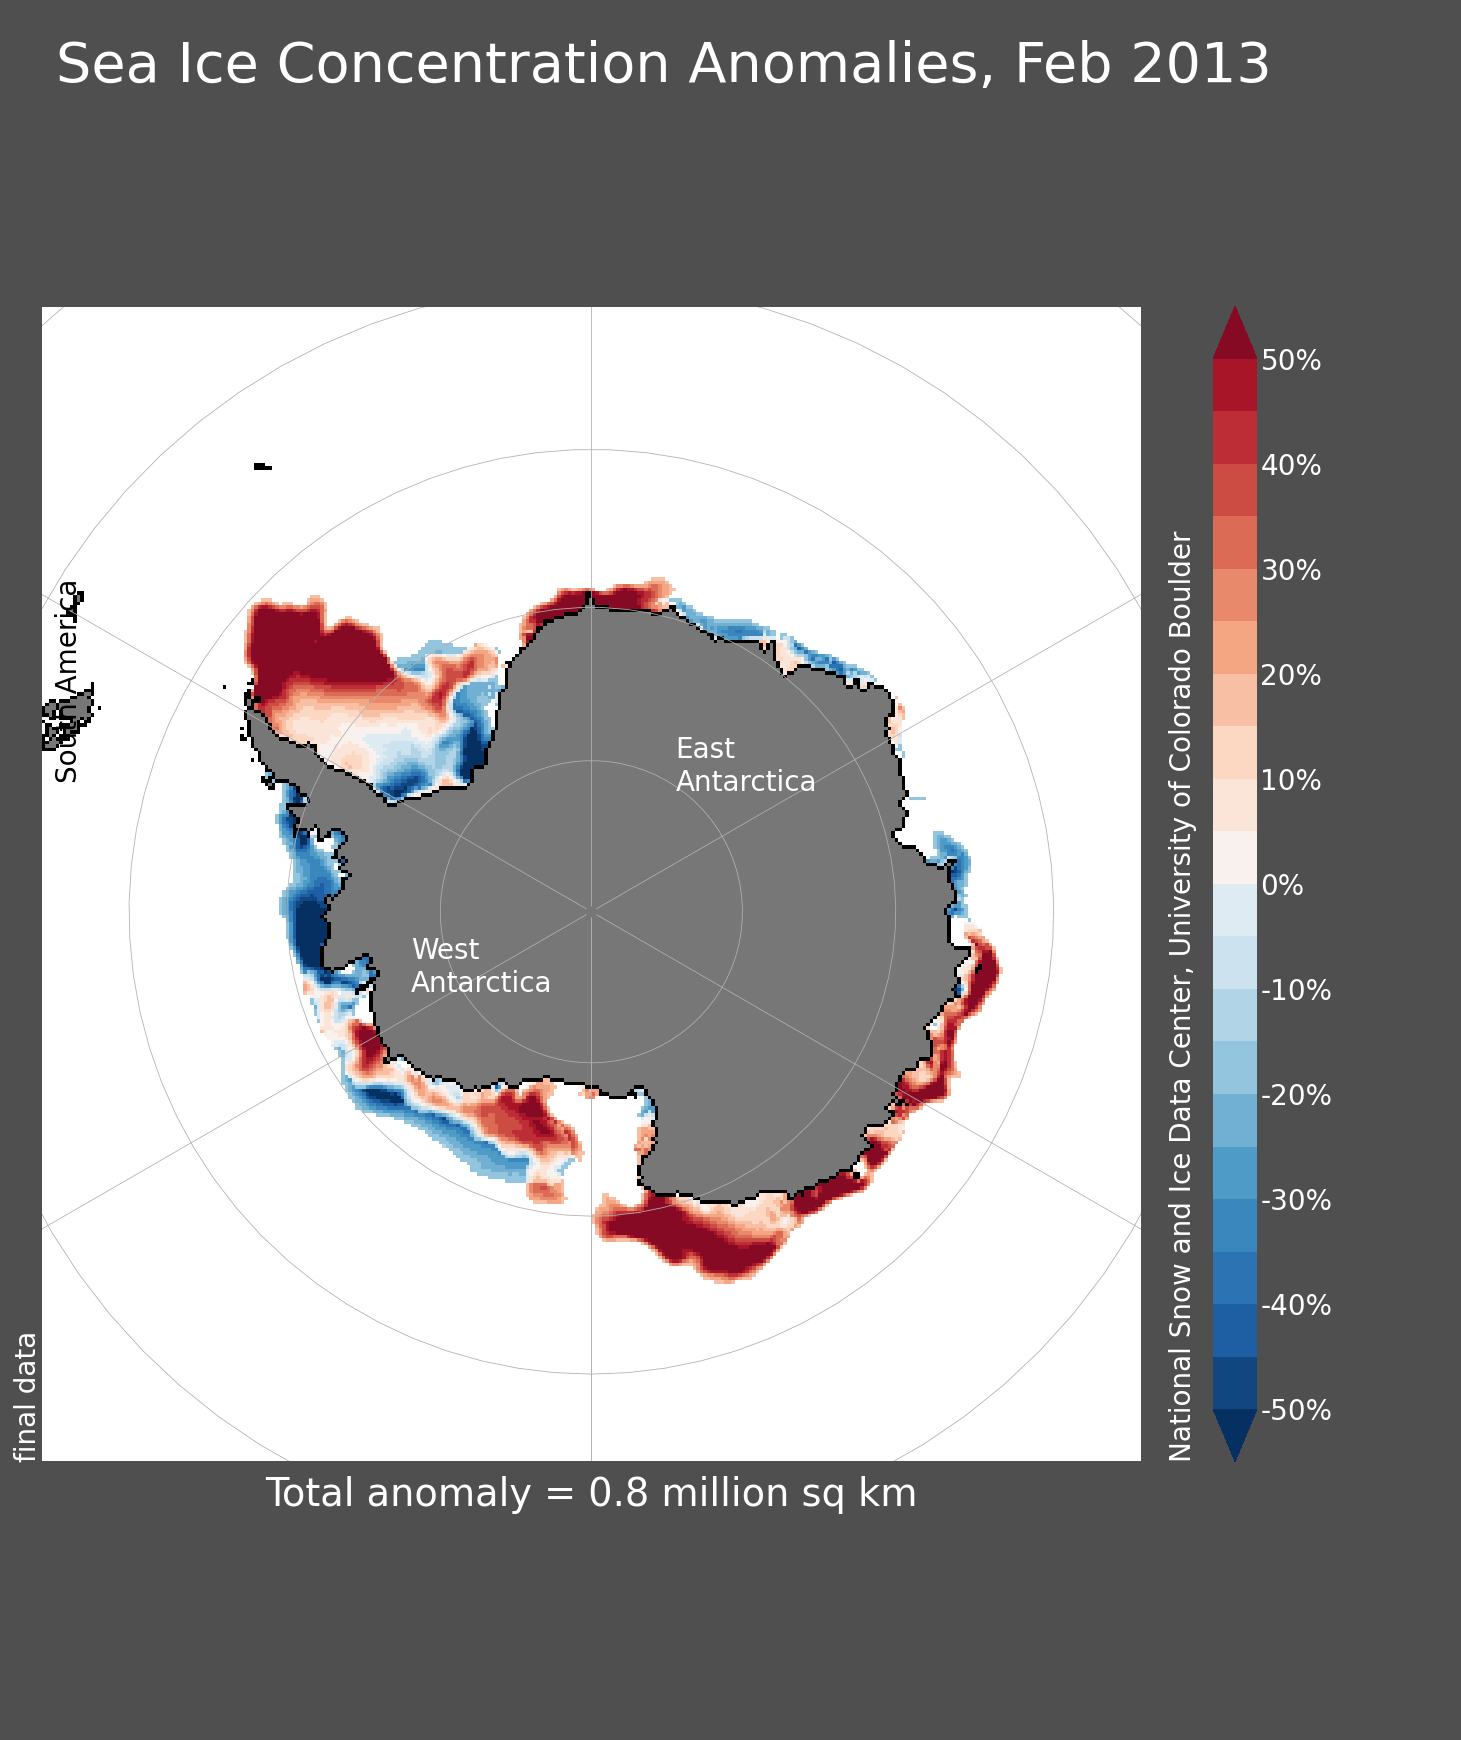 Sea Ice Concentration Anomalies, Feb 2013
South America
East
Antarctica
West
Antarctica
final data
National Snow and Ice Data Center, University of Colorado Boulder
50%
40%
30%
20%
10%
0%
-10%
-20%
-30%
-40%
-50%
Total anomaly = 0.8 million sq km